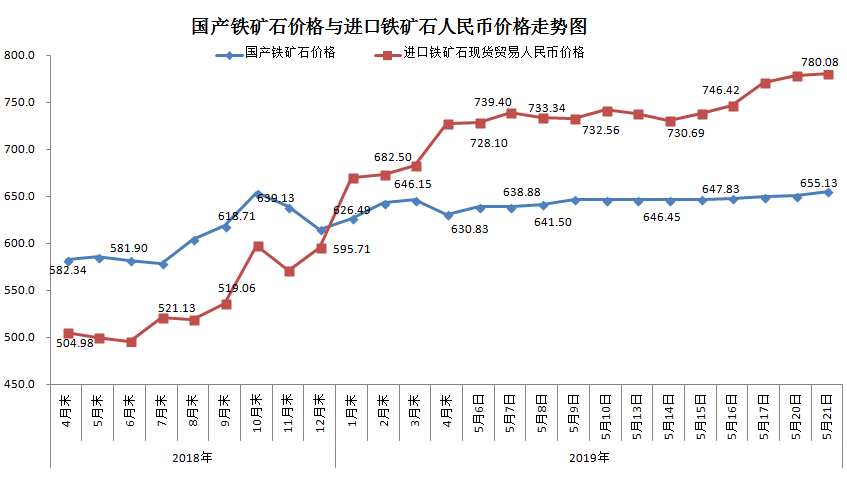 国产铁矿石价格与进口铁矿石人民币价格走势图
国产铁矿石价格 进口铁矿石现货贸易人民币价格
800.0
750.0
700.0
650.0
600.0
550.0
500.0
450.0
582.34
581.90
618.71
639.13
626.49
646.15
630.83
638.88
641.50
646.45
647.83
655.13
504.98
521.13
519.06
595.71
682.50
728.10
739.40
733.34
732.56
730.69
746.42
780.08
4月末
5月末
6月末
7月末
8月末
9月末
10月末
11月末
12月末
1月末
2月末
3月末
4月末
5月6日
5月7日
5月8日
5月9日
5月10日
5月13日
5月14日
5月15日
5月16日
5月17日
5月20日
5月21日
2018年
2019年